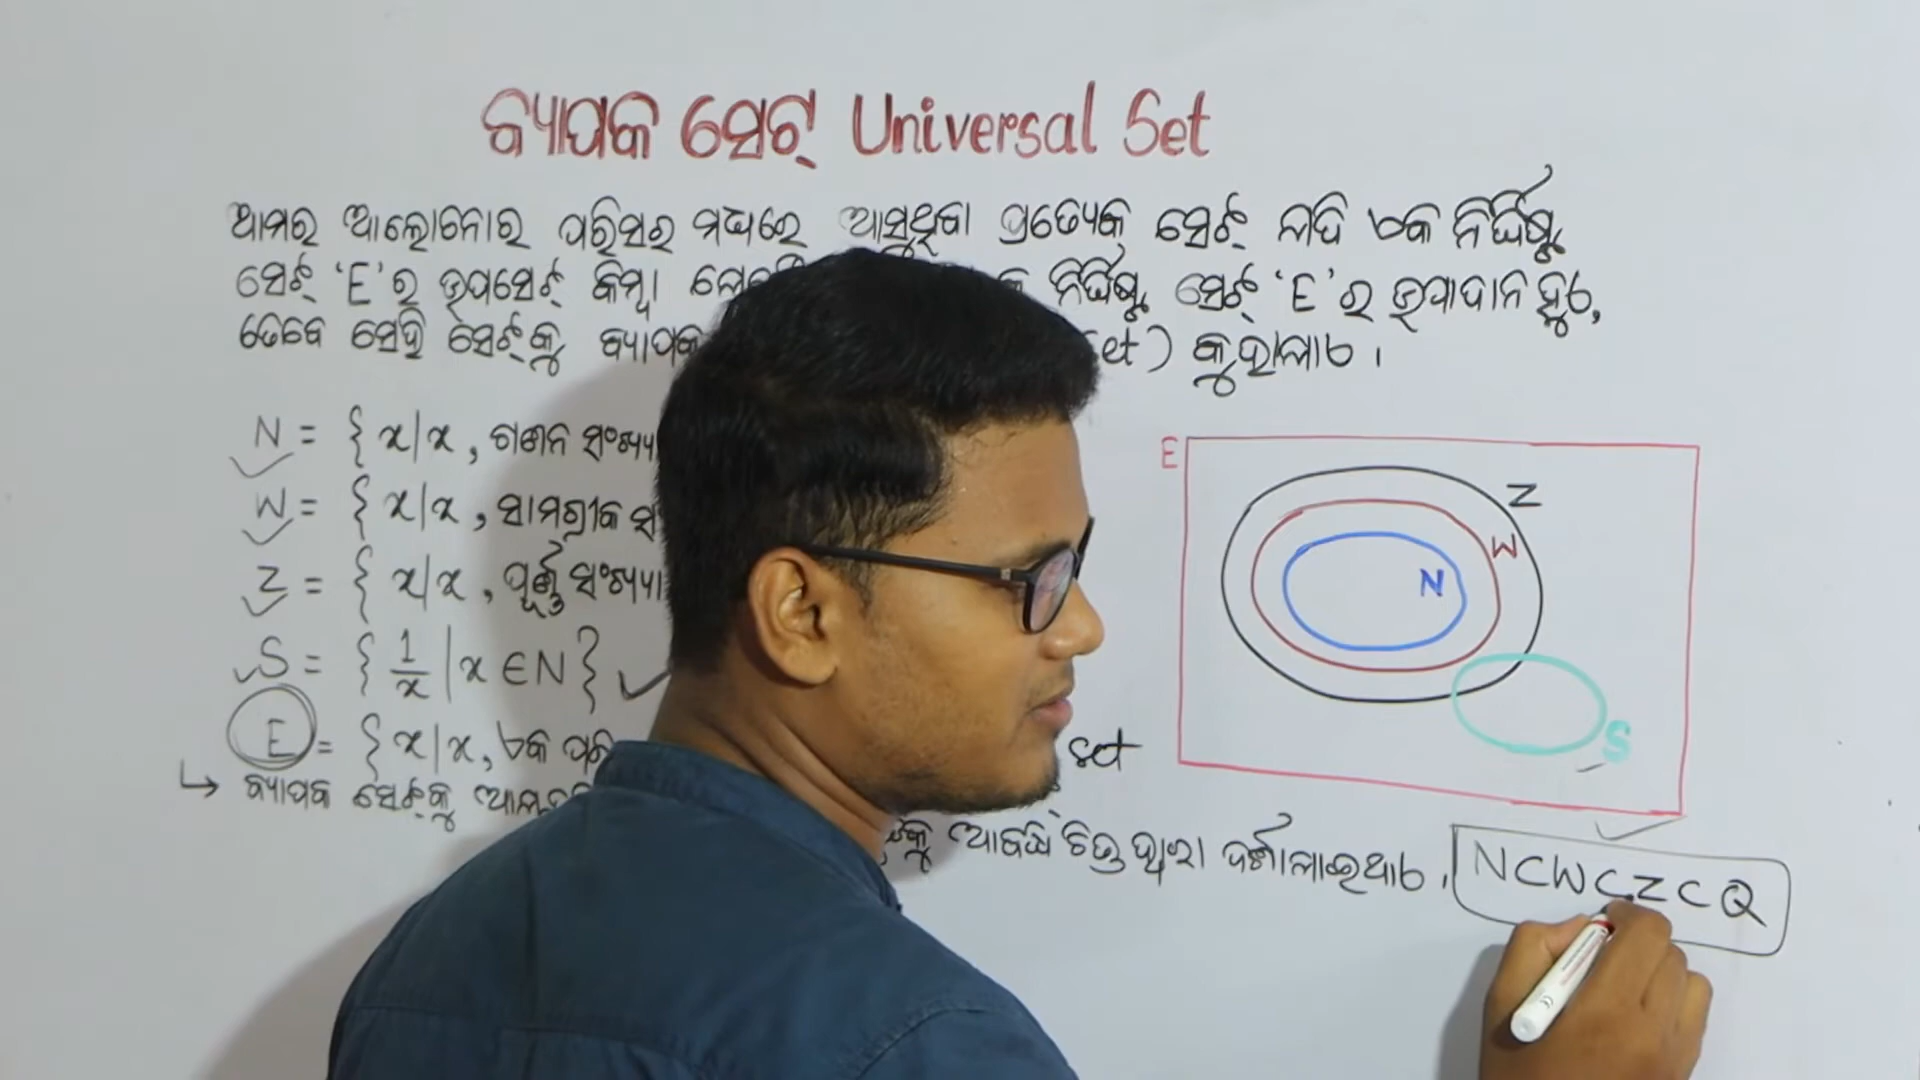 ବ୍ୟାପକ ସେଟ୍ Universal Set
ଆମର ଆଲୋଚନାର ପରିସର ମଧ୍ୟରେ ଆସୁଥିବା ପ୍ରତ୍ୟେକ ସେଟ୍ ଯଦି ଏକ ନିର୍ଦ୍ଦିଷ୍ଟ
ସେଟ୍ 'E'ର ଉପସେଟ୍ କିମ୍ବା ନିର୍ଦ୍ଦିଷ୍ଟ ସେଟ୍ 'E'ର ଉପାଦାନ ହୁଏ,
ତେବେ ସେହି ସେଟ୍‌କୁ ବ୍ୟାପକ et) କୁହାଯାଏ ।
N = { x|x, ଗଣନ ସଂଖ୍ୟା
W = { x|x, ସାମଗ୍ରୀକ
Z = { x|x, ପୂର୍ଣ୍ଣ ସଂଖ୍ୟା
S = { 1/x | x ∈ N }
E = { x|x, ଏକ set
↳ ବ୍ୟାପକ ସେଟ୍‌କୁ ଆବଦ୍ଧ ଚିତ୍ର ଦ୍ୱାରା ଦର୍ଶାଯାଇଥାଏ ।
E
Z
W
N
S
N⊂W⊂Z⊂Q